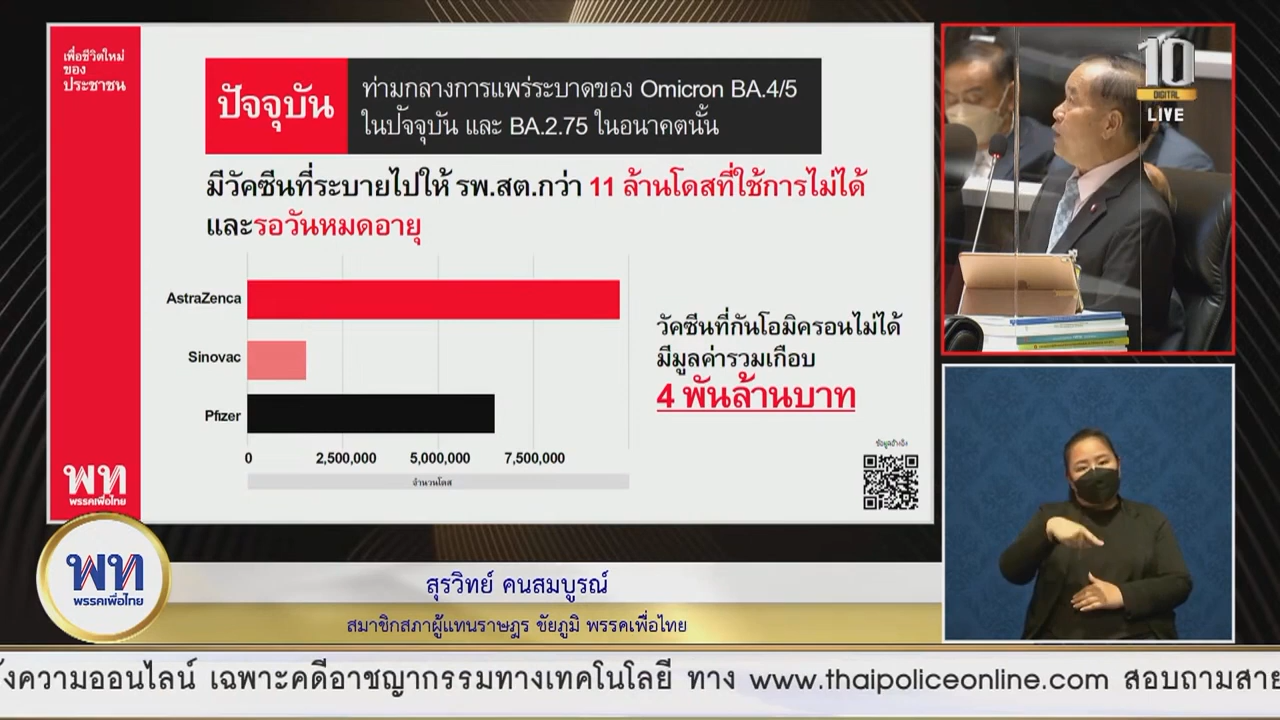 เพื่อชีวิตใหม่
ของ
ประชาชน
ปัจจุบัน
ท่ามกลางการแพร่ระบาดของ Omicron BA.4/5
ในปัจจุบัน และ BA.2.75 ในอนาคตนั้น
มีวัคซีนที่ระบายไปให้ รพ.สต.กว่า 11 ล้านโดสที่ใช้การไม่ได้
และรอวันหมดอายุ
AstraZenca
Sinovac
Pfizer
0 2,500,000 5,000,000 7,500,000
จำนวนโดส
วัคซีนที่กันโอมิครอนไม่ได้
มีมูลค่ารวมเกือบ
4 พันล้านบาท
ข้อมูลอ้างอิง
พท
พรรคเพื่อไทย
10
DIGITAL
LIVE
พท
พรรคเพื่อไทย
สุรวิทย์ คนสมบูรณ์
สมาชิกสภาผู้แทนราษฎร ชัยภูมิ พรรคเพื่อไทย
งความออนไลน์ เฉพาะคดีอาชญากรรมทางเทคโนโลยี ทาง www.thaipoliceonline.com สอบถามสาย